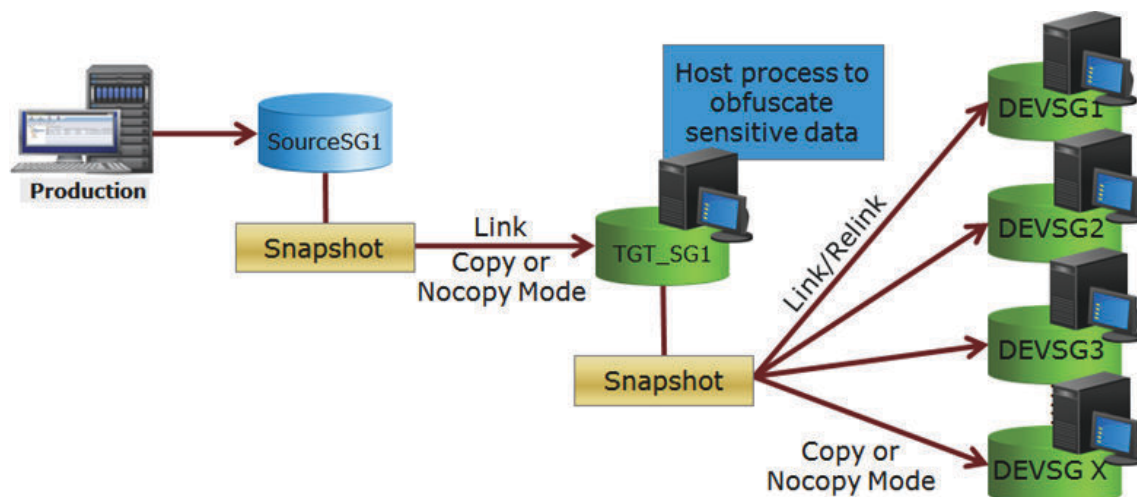 Production
SourceSG1
Snapshot
Link
Copy or
Nocopy Mode
Host process to
obfuscate
sensitive data
TGT_SG1
Snapshot
Link/Relink
Copy or
Nocopy Mode
DEVSG1
DEVSG2
DEVSG3
DEVSG X